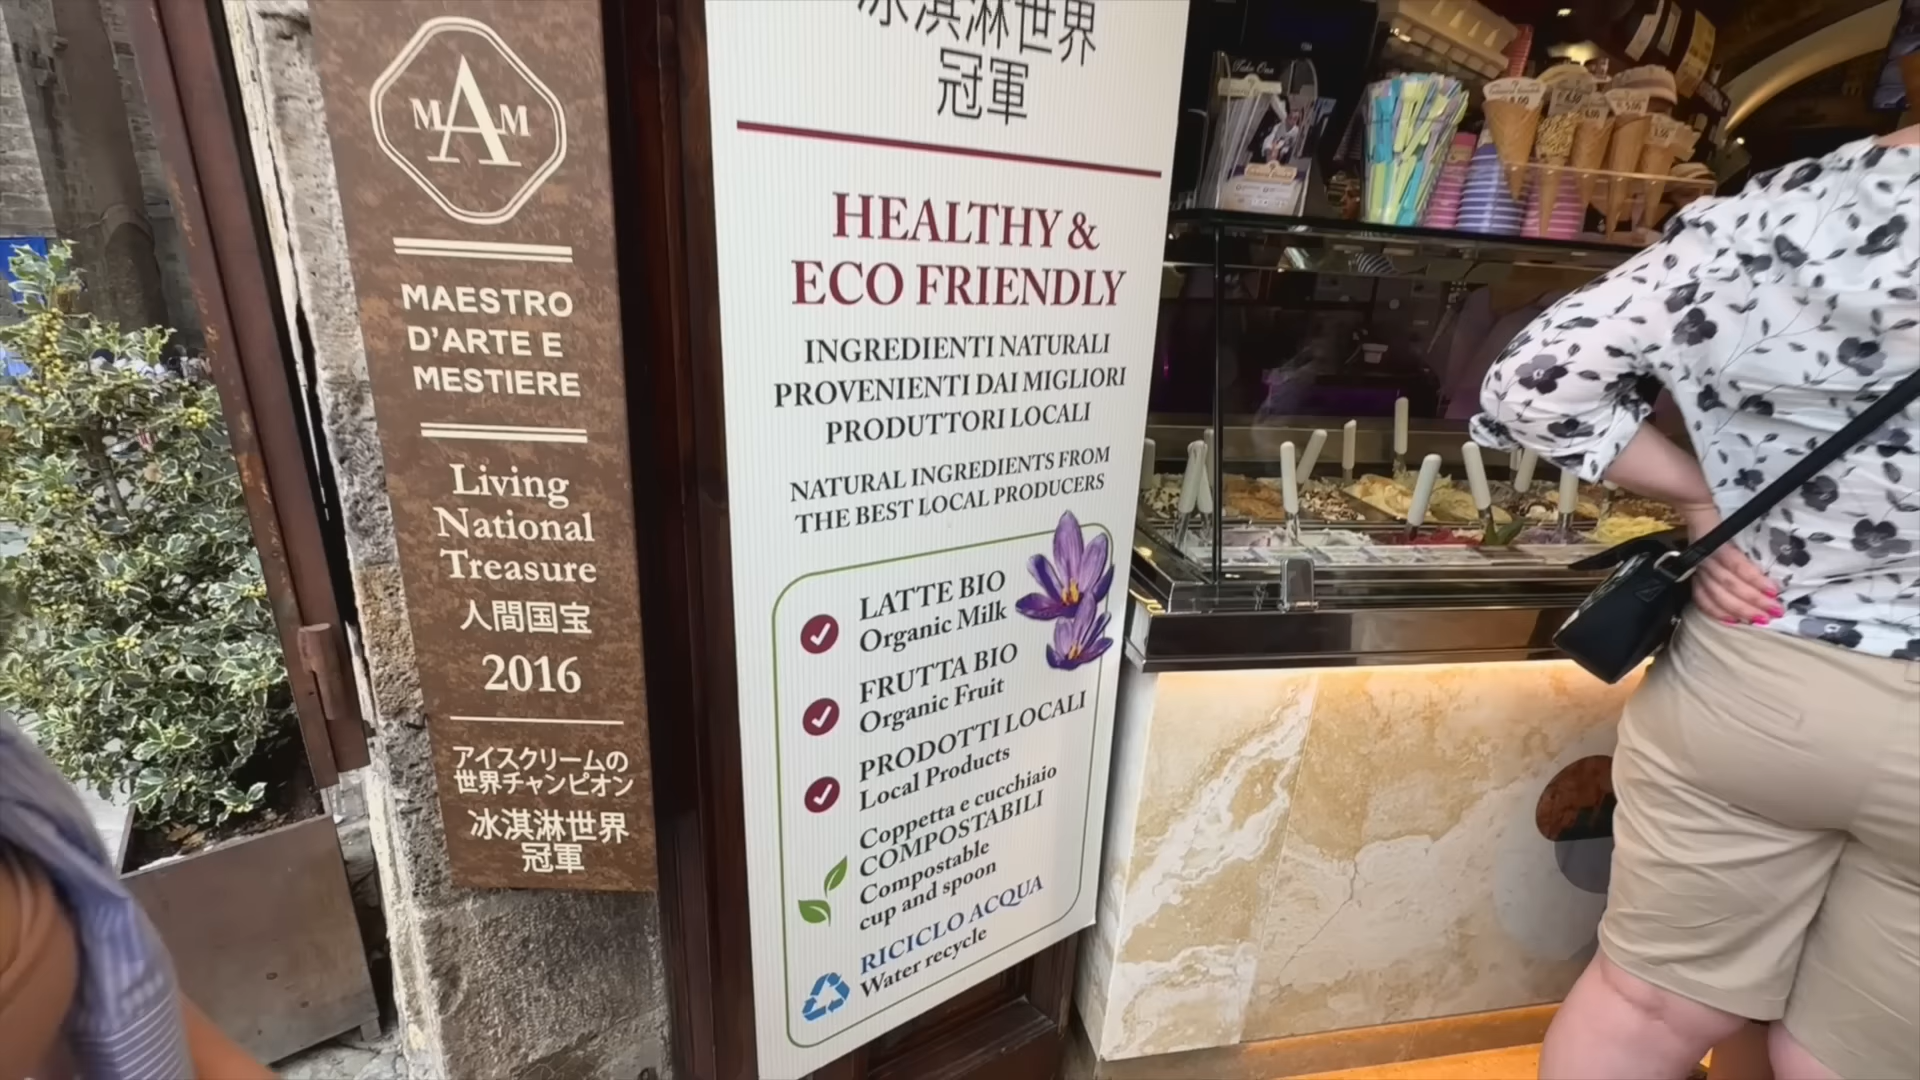 MAM
MAESTRO
D'ARTE E
MESTIERE
Living
National
Treasure
人間国宝
2016
アイスクリームの
世界チャンピオン
冰淇淋世界
冠軍
冰淇淋世界
冠軍
HEALTHY &
ECO FRIENDLY
INGREDIENTI NATURALI
PROVENIENTI DAI MIGLIORI
PRODUTTORI LOCALI
NATURAL INGREDIENTS FROM
THE BEST LOCAL PRODUCERS
LATTE BIO
Organic Milk
FRUTTA BIO
Organic Fruit
PRODOTTI LOCALI
Local Products
Coppetta e cucchiaio
COMPOSTABILI
Compostable
cup and spoon
RICICLO ACQUA
Water recycle
Take One